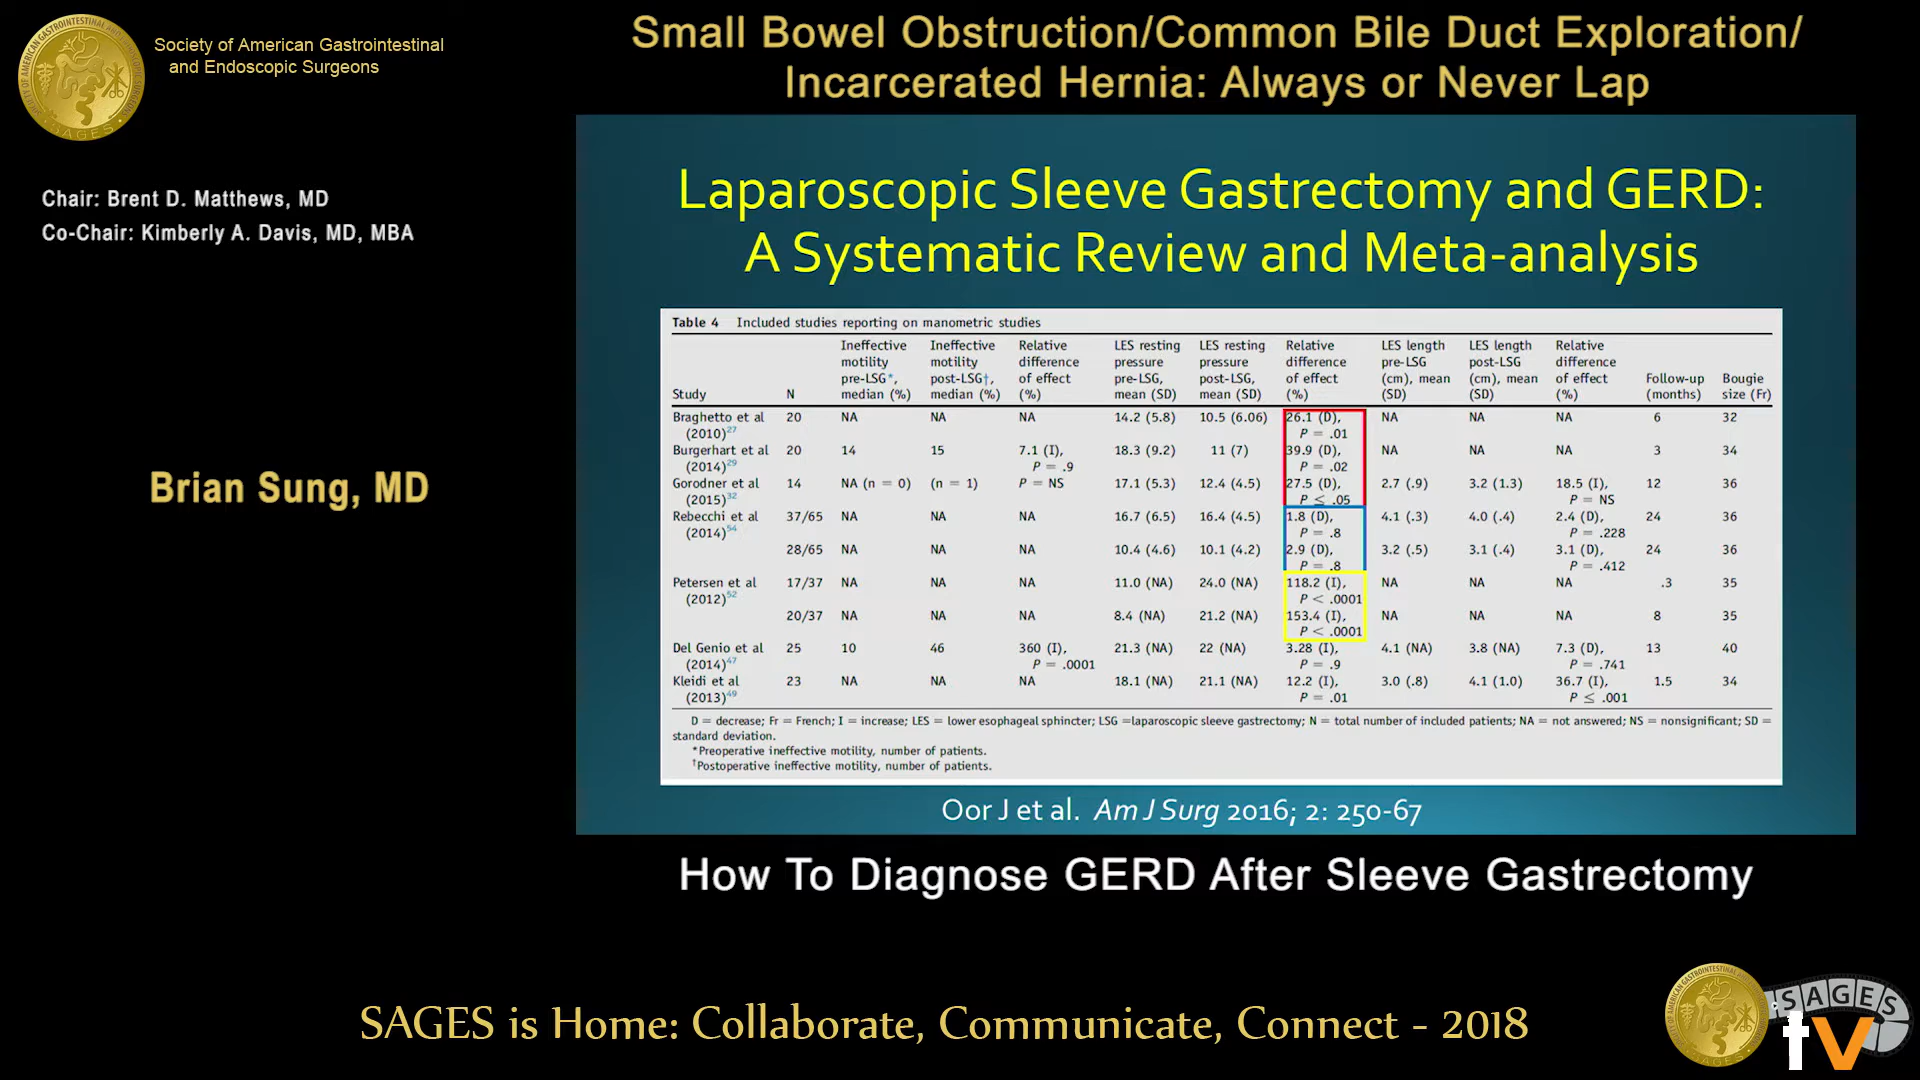 Society of American Gastrointestinal
and Endoscopic Surgeons
Small Bowel Obstruction/Common Bile Duct Exploration/
Incarcerated Hernia: Always or Never Lap
Chair: Brent D. Matthews, MD
Co-Chair: Kimberly A. Davis, MD, MBA
Brian Sung, MD
Laparoscopic Sleeve Gastrectomy and GERD:
A Systematic Review and Meta-analysis
Table 4 Included studies reporting on manometric studies
Ineffective Ineffective Relative LES resting LES resting Relative LES length LES length Relative
motility motility difference pressure pressure difference pre-LSG post-LSG difference
pre-LSG*, post-LSG†, of effect pre-LSG, post-LSG, of effect (cm), mean (cm), mean of effect Follow-up Bougie
Study N median (%) median (%) (%) mean (SD) mean (SD) (%) (SD) (SD) (%) (months) size (Fr)
Braghetto et al 20 NA NA NA 14.2 (5.8) 10.5 (6.06) 26.1 (D), NA NA NA 6 32
(2010)27 P = .01
Burgerhart et al 20 14 15 7.1 (I), 18.3 (9.2) 11 (7) 39.9 (D), NA NA NA 3 34
(2014)29 P = .9 P = .02
Gorodner et al 14 NA (n = 0) (n = 1) P = NS 17.1 (5.3) 12.4 (4.5) 27.5 (D), 2.7 (.9) 3.2 (1.3) 18.5 (I), 12 36
(2015)32 P ≤ .05 P = NS
Rebecchi et al 37/65 NA NA NA 16.7 (6.5) 16.4 (4.5) 1.8 (D), 4.1 (.3) 4.0 (.4) 2.4 (D), 24 36
(2014)54 P = .8 P = .228
28/65 NA NA NA 10.4 (4.6) 10.1 (4.2) 2.9 (D), 3.2 (.5) 3.1 (.4) 3.1 (D), 24 36
P = .8 P = .412
Petersen et al 17/37 NA NA NA 11.0 (NA) 24.0 (NA) 118.2 (I), NA NA NA .3 35
(2012)52 P < .0001
20/37 NA NA NA 8.4 (NA) 21.2 (NA) 153.4 (I), NA NA NA 8 35
P < .0001
Del Genio et al 25 10 46 360 (I), 21.3 (NA) 22 (NA) 3.28 (I), 4.1 (NA) 3.8 (NA) 7.3 (D), 13 40
(2014)47 P = .0001 P = .9 P = .741
Kleidi et al 23 NA NA NA 18.1 (NA) 21.1 (NA) 12.2 (I), 3.0 (.8) 4.1 (1.0) 36.7 (I), 1.5 34
(2013)49 P = .01 P ≤ .001
D = decrease; Fr = French; I = increase; LES = lower esophageal sphincter; LSG =laparoscopic sleeve gastrectomy; N = total number of included patients; NA = not answered; NS = nonsignificant; SD =
standard deviation.
*Preoperative ineffective motility, number of patients.
†Postoperative ineffective motility, number of patients.
Oor J et al. Am J Surg 2016; 2: 250-67
How To Diagnose GERD After Sleeve Gastrectomy
SAGES is Home: Collaborate, Communicate, Connect - 2018
SAGES
tv